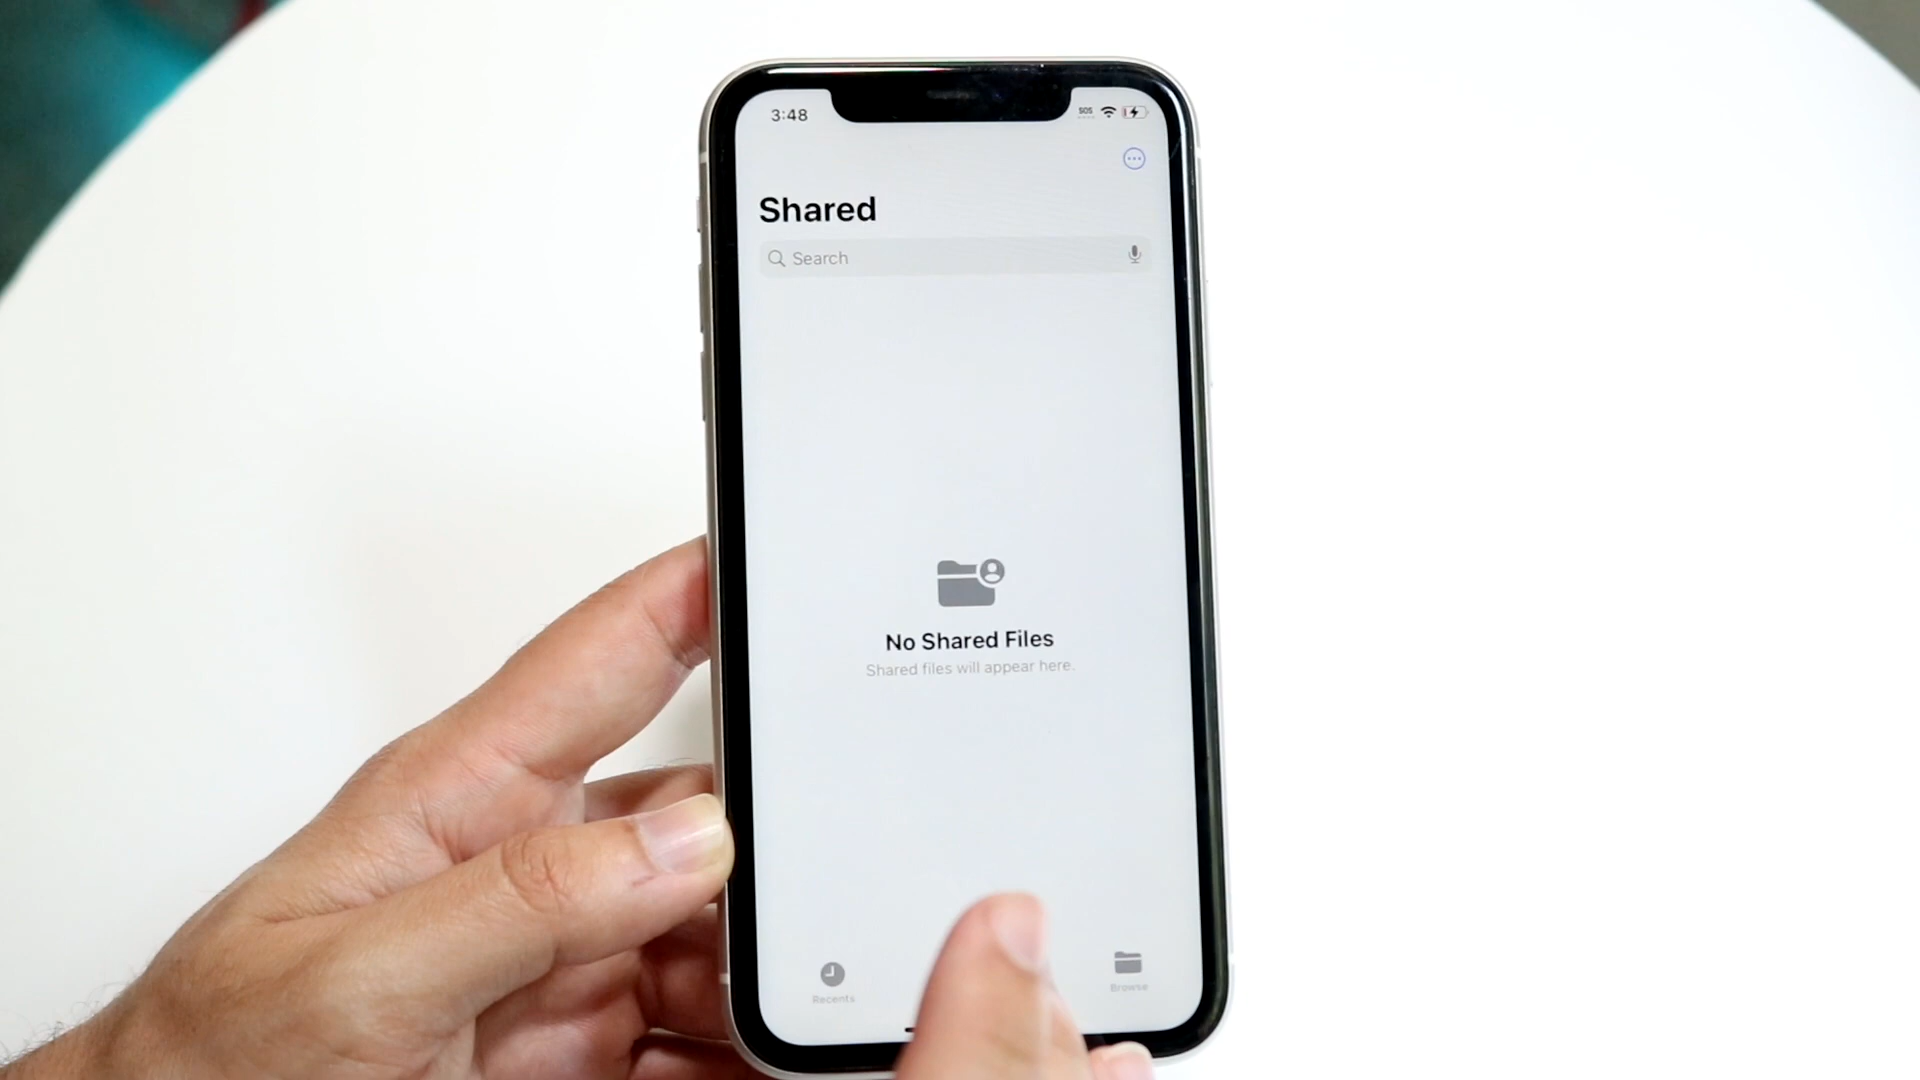 3:48
SOS
Shared
Search
No Shared Files
Shared files will appear here.
Recents
Browse